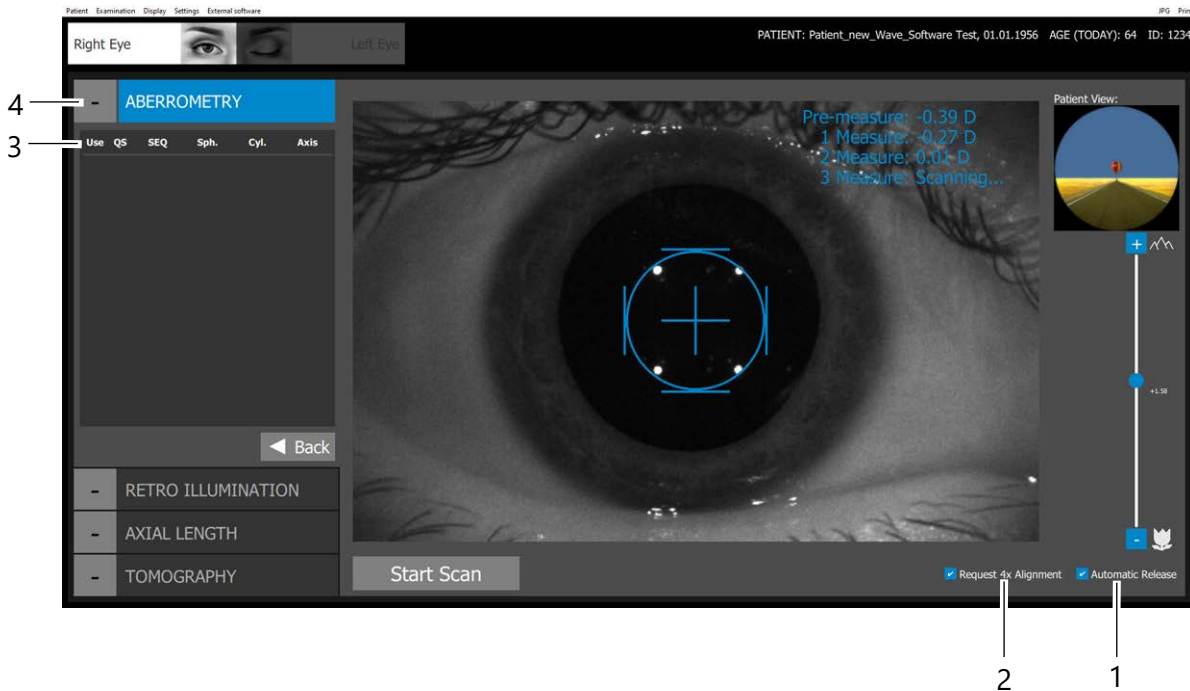 Patient Examination Display Settings External software JPG Prin
Right Eye Left Eye PATIENT: Patient_new_Wave_Software Test, 01.01.1956 AGE (TODAY): 64 ID: 1234
4 - ABERROMETRY
3 Use QS SEQ Sph. Cyl. Axis
Pre-measure: -0.39 D
1 Measure: -0.27 D
2 Measure: 0.01 D
3 Measure: Scanning...
Patient View:
+
+1.58
-
◀ Back
- RETRO ILLUMINATION
- AXIAL LENGTH
- TOMOGRAPHY
Start Scan
Request 4x Alignment Automatic Release
2 1